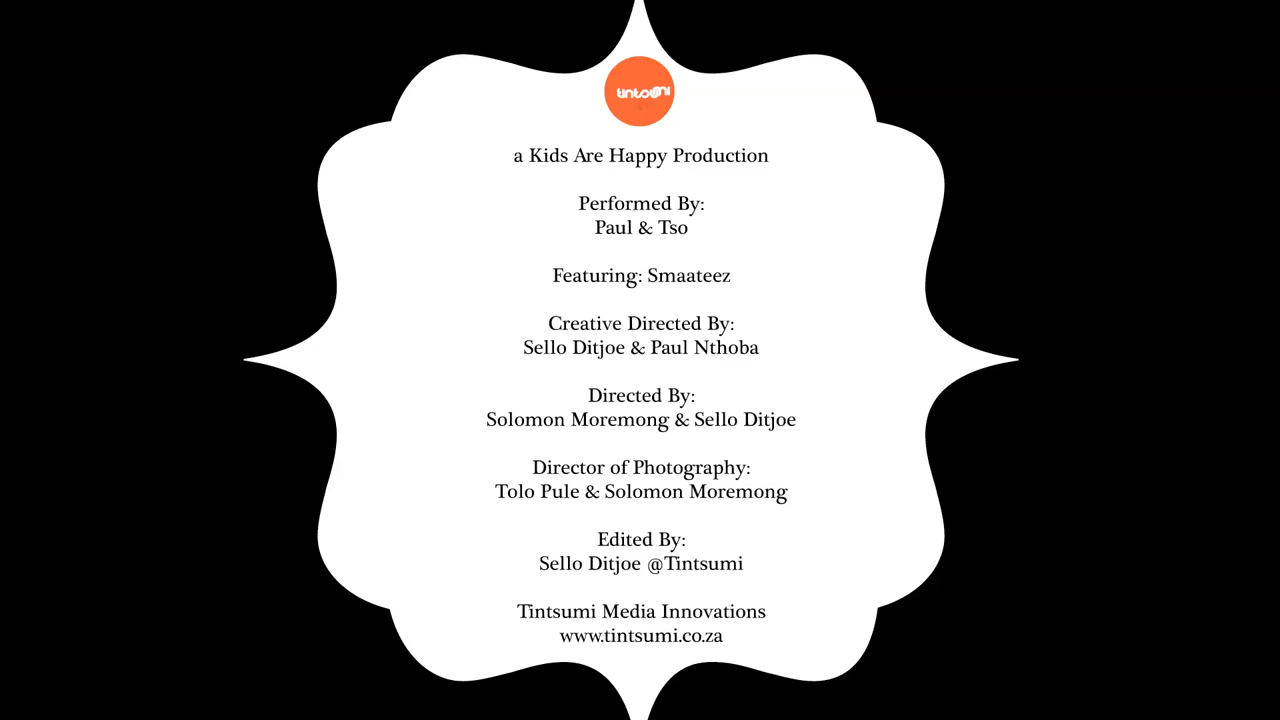 tintsumi
a Kids Are Happy Production
Performed By:
Paul & Tso
Featuring: Smaateez
Creative Directed By:
Sello Ditjoe & Paul Nthoba
Directed By:
Solomon Moremong & Sello Ditjoe
Director of Photography:
Tolo Pule & Solomon Moremong
Edited By:
Sello Ditjoe @Tintsumi
Tintsumi Media Innovations
www.tintsumi.co.za